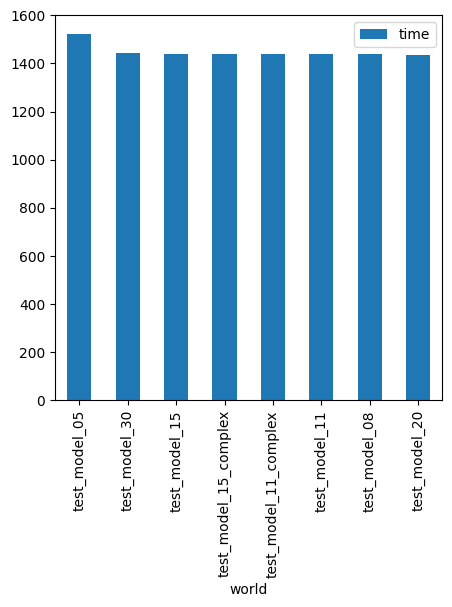 1600
1400
1200
1000
800
600
400
200
0
time
test_model_05
test_model_30
test_model_15
test_model_15_complex
test_model_11_complex
test_model_11
test_model_08
test_model_20
world